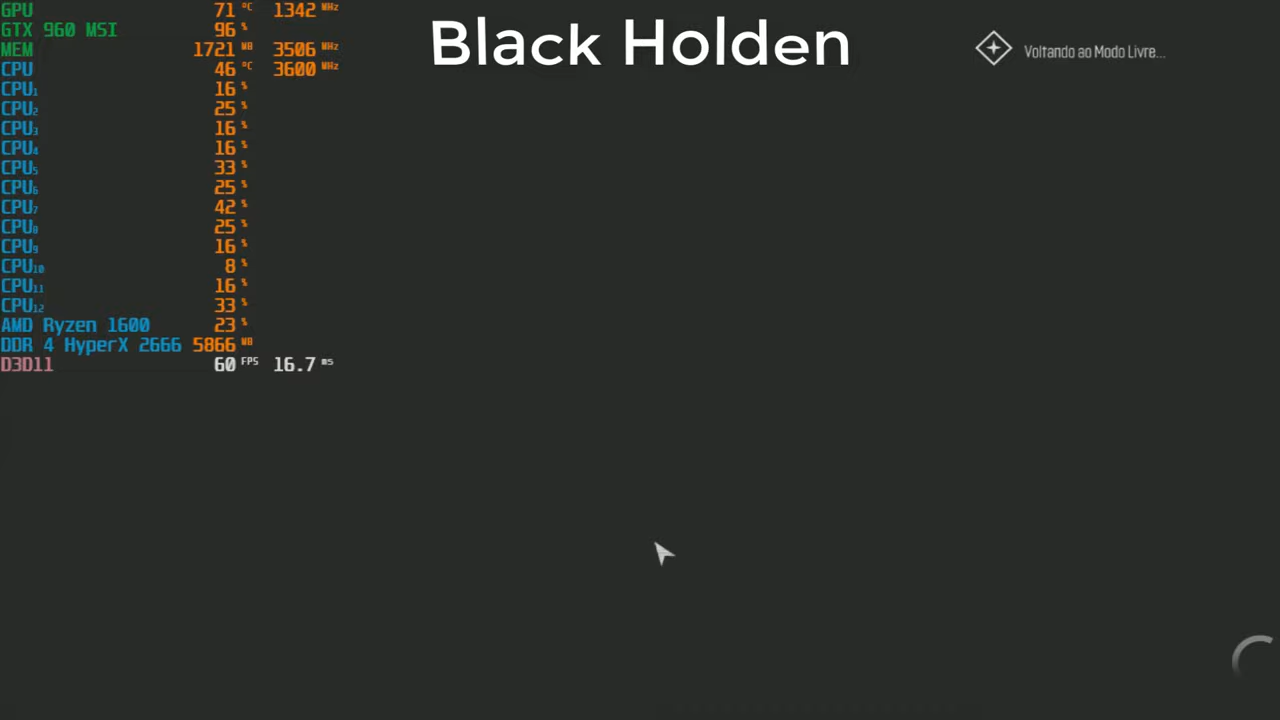 GPU 71 °C 1342 MHz
GTX 960 MSI 96 %
MEM 1721 MB 3506 MHz
CPU 46 °C 3600 MHz
CPU₁ 16 %
CPU₂ 25 %
CPU₃ 16 %
CPU₄ 16 %
CPU₅ 33 %
CPU₆ 25 %
CPU₇ 42 %
CPU₈ 25 %
CPU₉ 16 %
CPU₁₀ 8 %
CPU₁₁ 16 %
CPU₁₂ 33 %
AMD Ryzen 1600 23 %
DDR 4 HyperX 2666 5866 MB
D3D11 60 FPS 16.7 ms
Black Holden
Voltando ao Modo Livre...